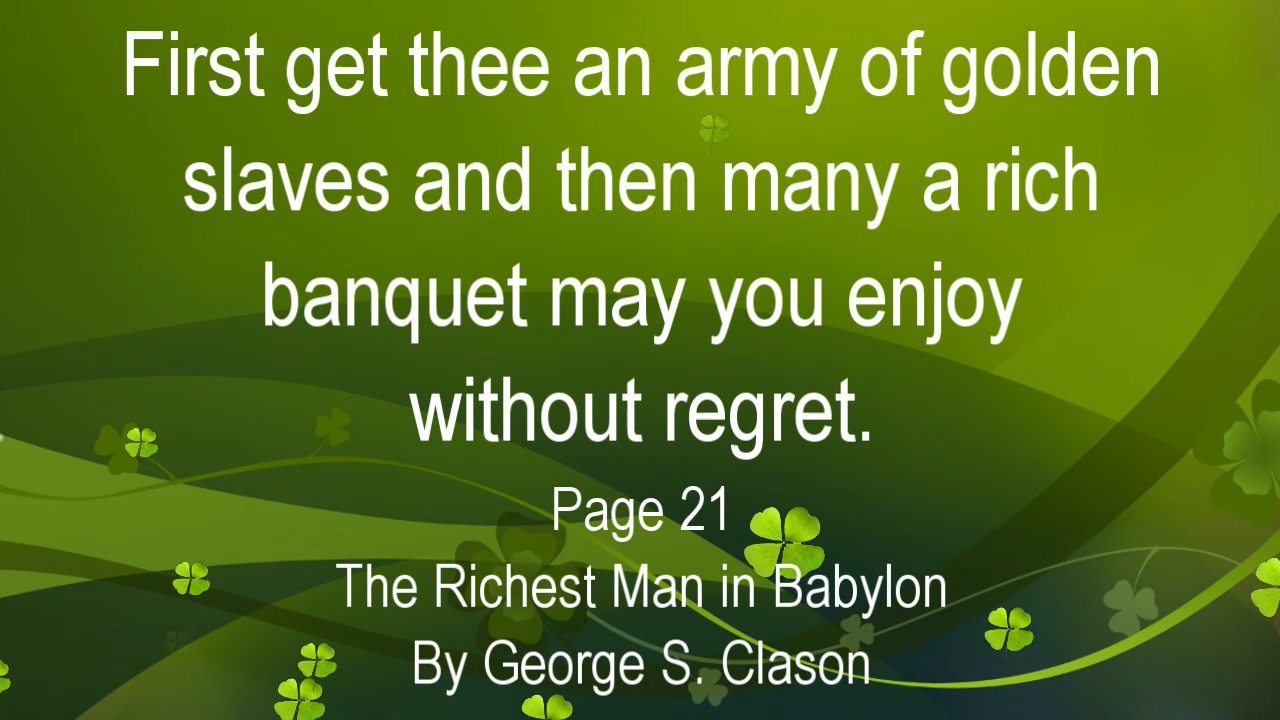 First get thee an army of golden
slaves and then many a rich
banquet may you enjoy
without regret.
Page 21
The Richest Man in Babylon
By George S. Clason